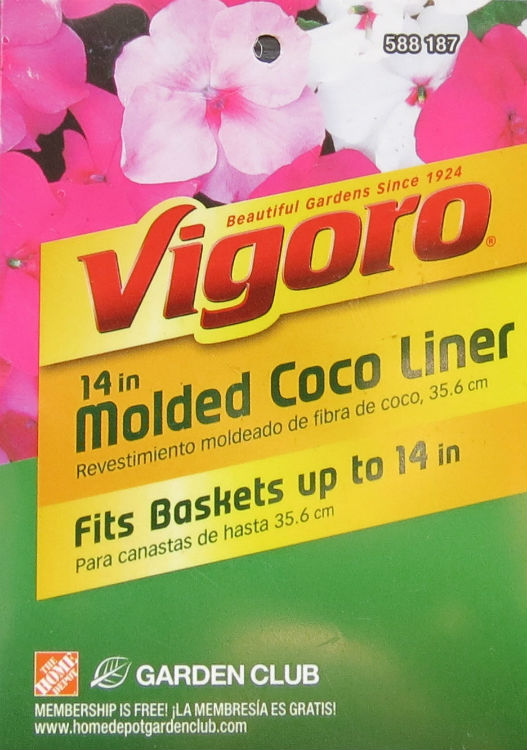 588 187
Beautiful Gardens Since 1924
Vigoro®
14 in
Molded Coco Liner
Revestimiento moldeado de fibra de coco, 35.6 cm
Fits Baskets up to 14 in
Para canastas de hasta 35.6 cm
THE
HOME
DEPOT
GARDEN CLUB
MEMBERSHIP IS FREE! ¡LA MEMBRESÍA ES GRATIS!
www.homedepotgardenclub.com